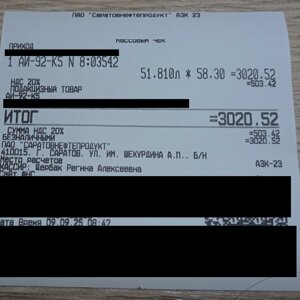 ПАО "Саратовнефтепродукт" АЗК 23
КАССОВЫЙ ЧЕК
ПРИХОД
1 АИ-92-К5 N 8:03542
51.810л * 58.30 =3020.52
НДС 20% =503.42
ПОДАКЦИЗНЫЙ ТОВАР
АИ-92-К5
ИТОГ =3020.52
СУММА НДС 20% =503.42
БЕЗНАЛИЧНЫМИ =3020.52
ПАО "САРАТОВНЕФТЕПРОДУКТ"
410015, Г. САРАТОВ, УЛ. ИМ. ШЕХУРДИНА А.П., Б/Н
Место расчетов АЗК-23
КАССИР: Щербак Регина Алексеевна
Сайт ФНС
Дата Время 09.09.25 08:47